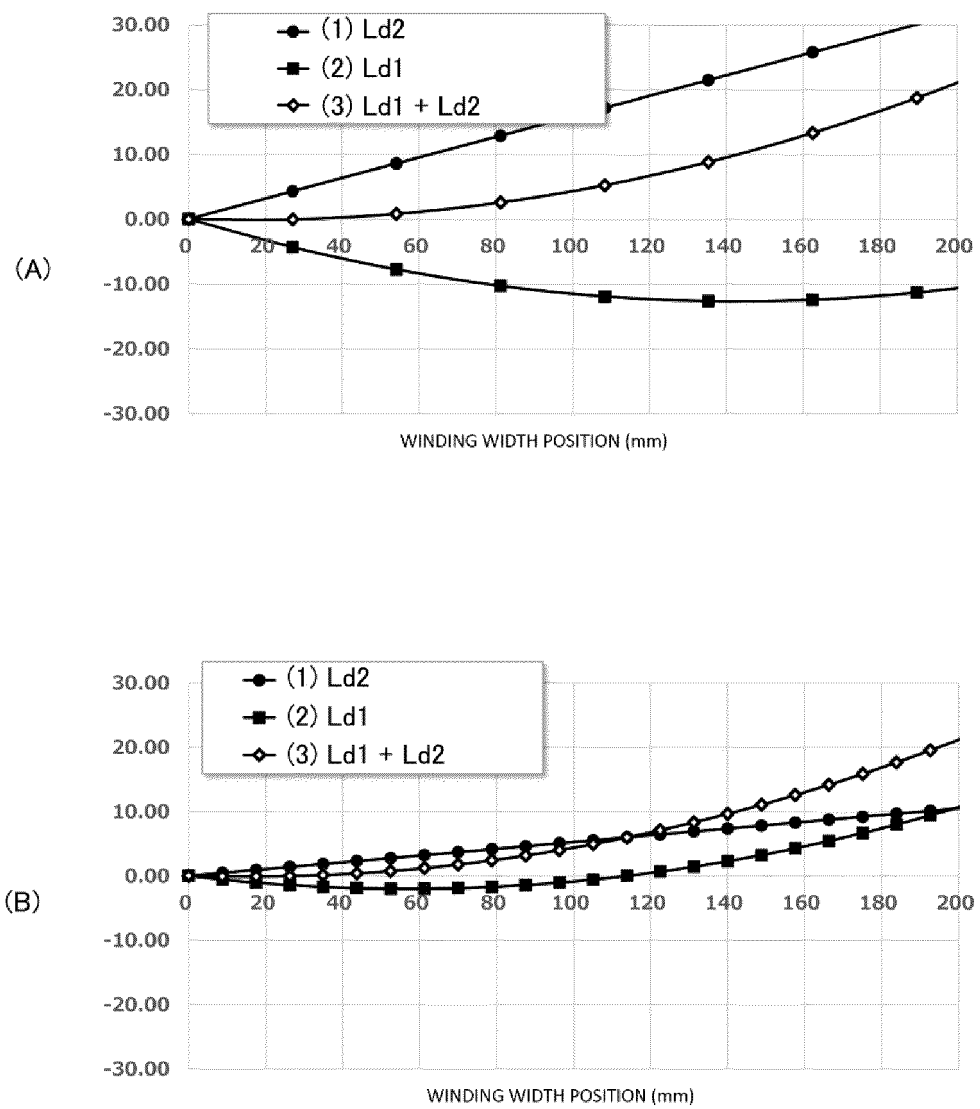 30.00
(1) Ld2
(2) Ld1
20.00
(3) Ld1 + Ld2
10.00
0.00
0 20 40 60 80 100 120 140 160 180 200
(A)
-10.00
-20.00
-30.00
WINDING WIDTH POSITION (mm)
30.00
(1) Ld2
(2) Ld1
20.00
(3) Ld1 + Ld2
10.00
0.00
0 20 40 60 80 100 120 140 160 180 200
(B)
-10.00
-20.00
-30.00
WINDING WIDTH POSITION (mm)